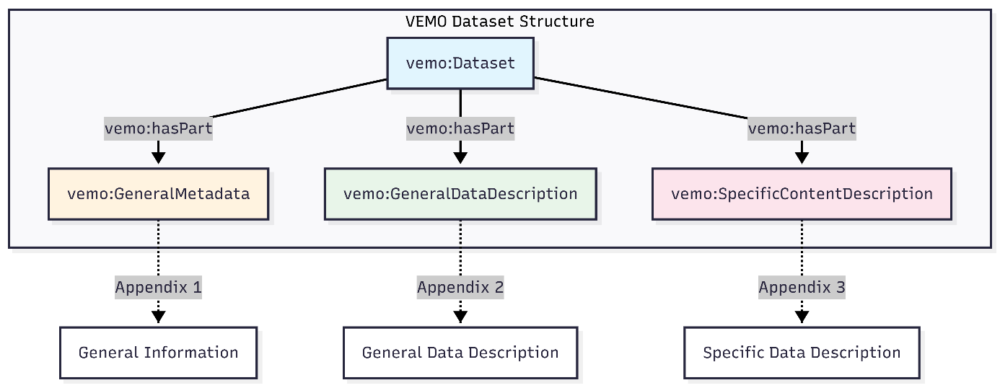 VEMO Dataset Structure
vemo:Dataset
vemo:hasPart vemo:hasPart vemo:hasPart
vemo:GeneralMetadata vemo:GeneralDataDescription vemo:SpecificContentDescription
Appendix 1 Appendix 2 Appendix 3
General Information General Data Description Specific Data Description